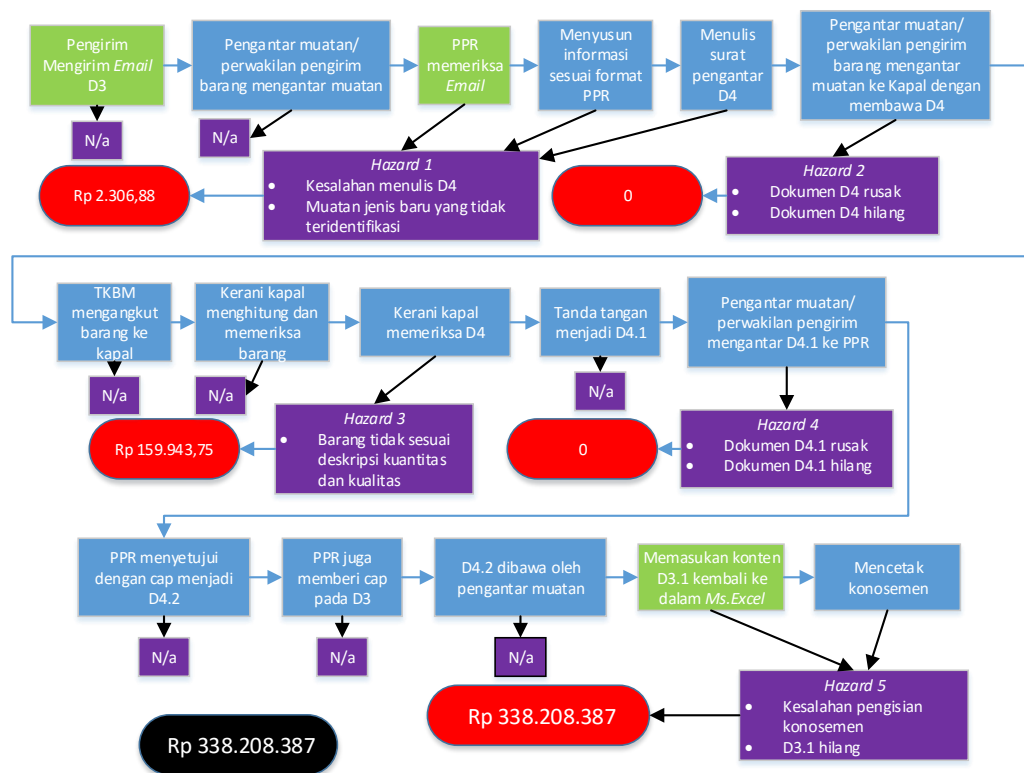 Pengirim
Mengirim Email
D3
Pengantar muatan/
perwakilan pengirim
barang mengantar muatan
PPR
memeriksa
Email
Menyusun
informasi
sesuai format
PPR
Menulis
surat
pengantar
D4
Pengantar muatan/
perwakilan pengirim
barang mengantar
muatan ke Kapal dengan
membawa D4
N/a
N/a
Rp 2.306,88
Hazard 1
• Kesalahan menulis D4
• Muatan jenis baru yang tidak
teridentifikasi
0
Hazard 2
• Dokumen D4 rusak
• Dokumen D4 hilang
TKBM
mengangkut
barang ke
kapal
Kerani kapal
menghitung dan
memeriksa
barang
Kerani kapal
memeriksa D4
Tanda tangan
menjadi D4.1
Pengantar muatan/
perwakilan pengirim
mengantar D4.1 ke PPR
N/a
N/a
N/a
Rp 159.943,75
Hazard 3
• Barang tidak sesuai
deskripsi kuantitas
dan kualitas
0
Hazard 4
• Dokumen D4.1 rusak
• Dokumen D4.1 hilang
PPR menyetujui
dengan cap menjadi
D4.2
PPR juga
memberi cap
pada D3
D4.2 dibawa oleh
pengantar muatan
Memasukan konten
D3.1 kembali ke
dalam Ms.Excel
Mencetak
konosemen
N/a
N/a
N/a
Rp 338.208.387
Hazard 5
• Kesalahan pengisian
konosemen
• D3.1 hilang
Rp 338.208.387